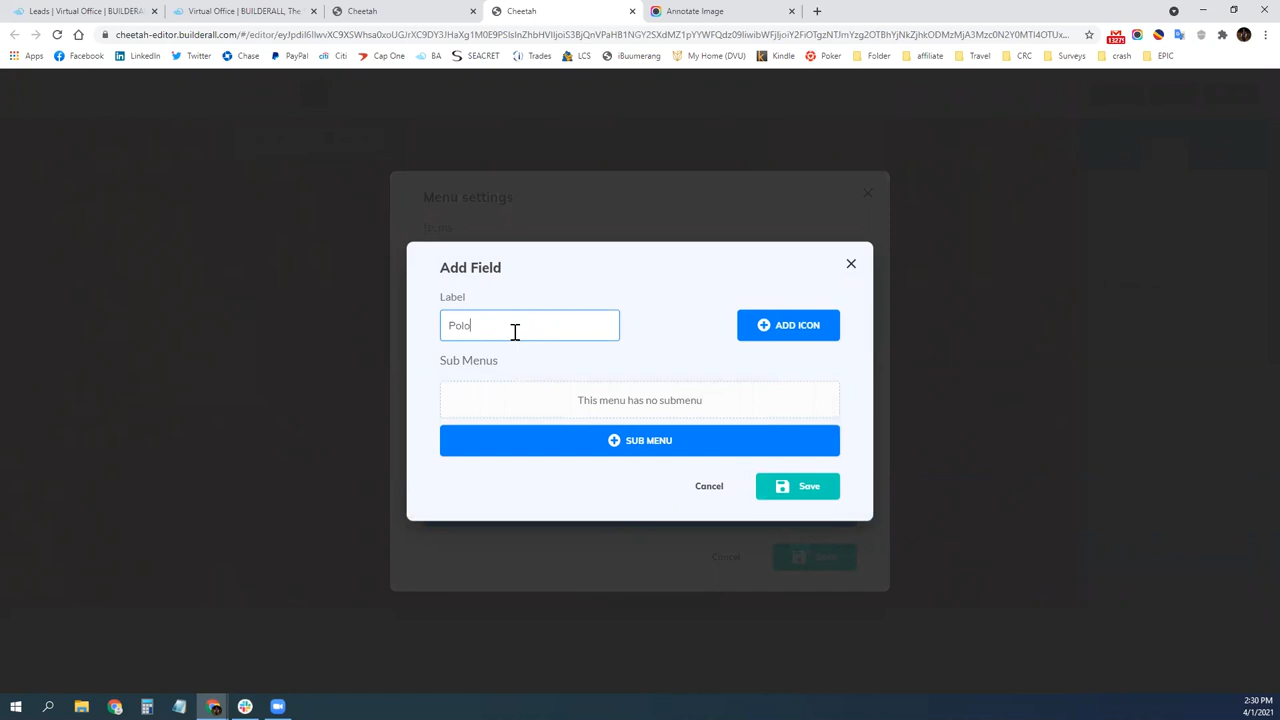 Leads | Virtual Office | BUILDERA
Virtual Office | BUILDERALL, The
Cheetah
Cheetah
Annotate Image
Apps
Facebook
LinkedIn
Twitter
Chase
Citi
Cap One
BA
SEACRET
Trades
LCS
iBuumerang
My Home (DVU)
Kindle
Poker
Folder
affiliate
Travel
CRC
Surveys
crash
EPIC
Menu settings
Items
Add Field
Label
Polo
ADD ICON
Sub Menus
This menu has no submenu
SUB MENU
Cancel
Save
Cancel
Save
2:30 PM
4/1/2021